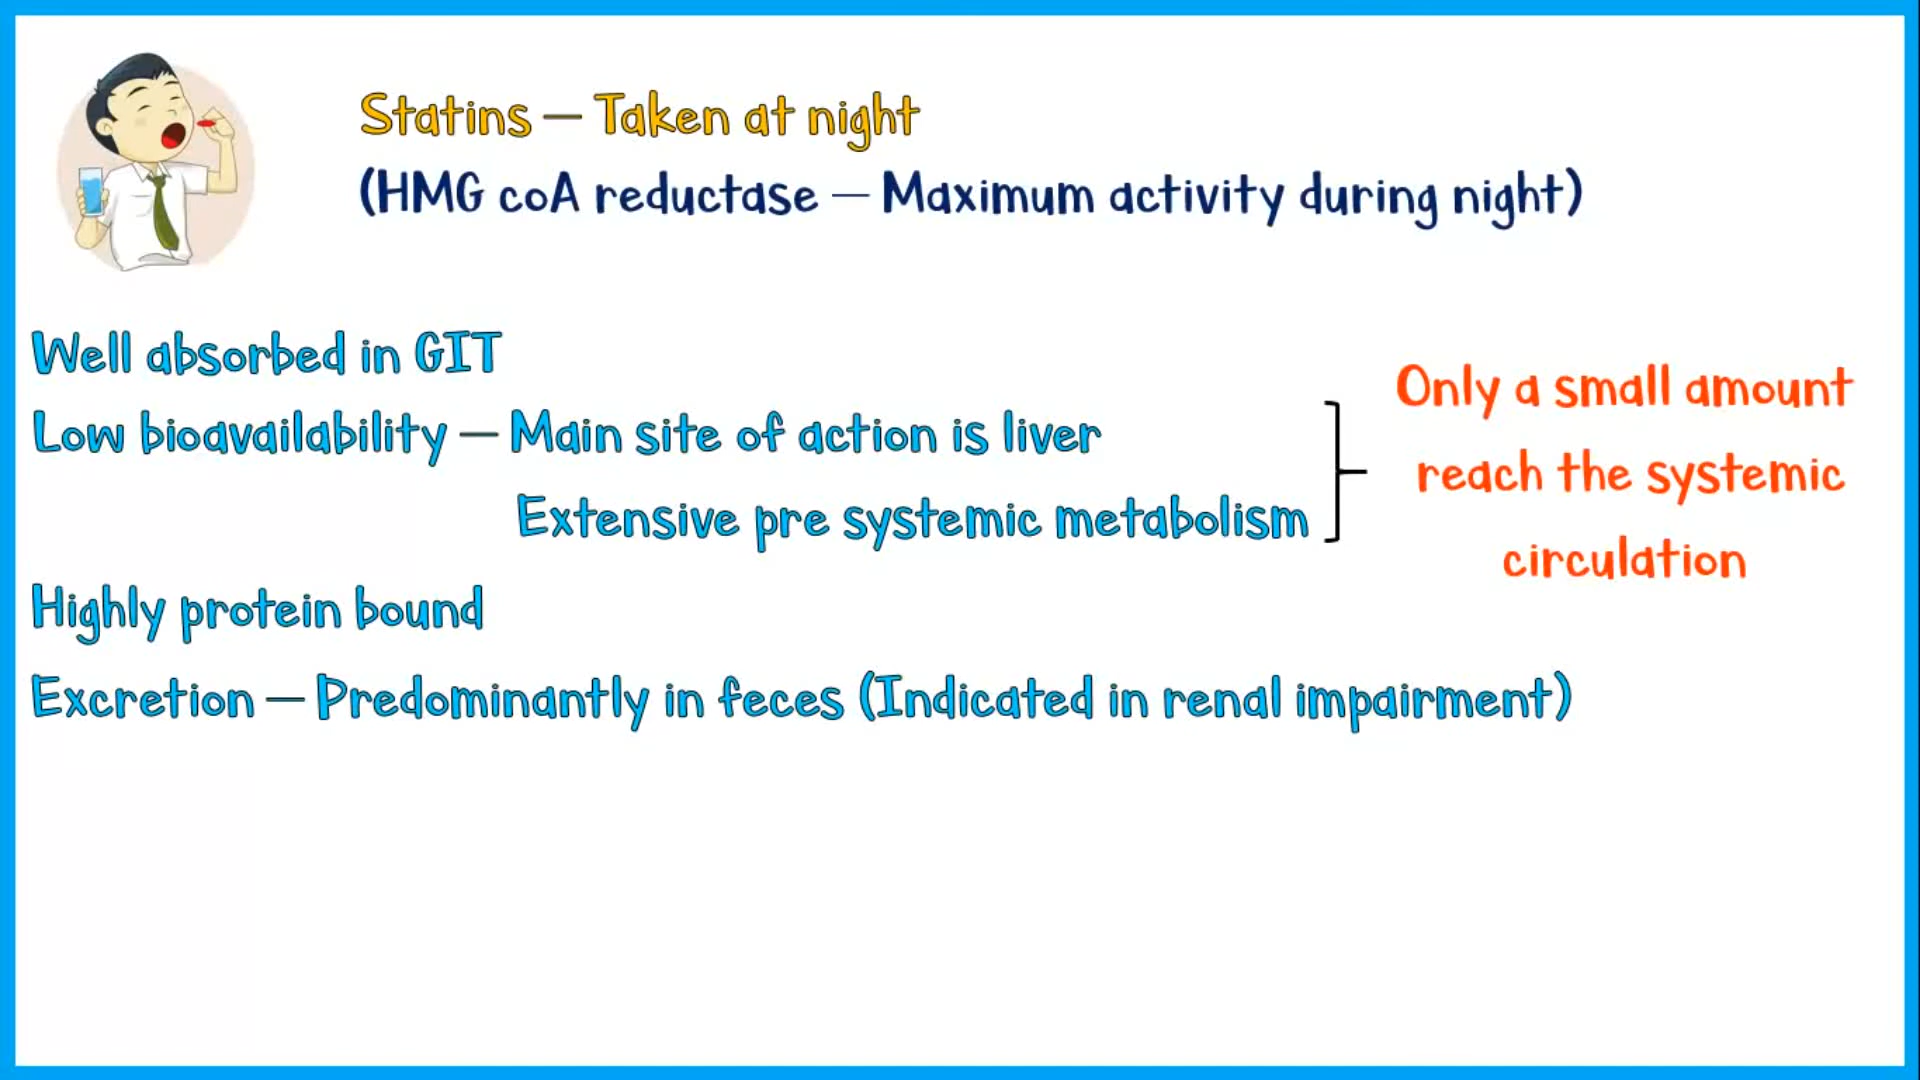 Statins – Taken at night
(HMG coA reductase – Maximum activity during night)
Well absorbed in GIT
Low bioavailability – Main site of action is liver
Extensive pre systemic metabolism
Only a small amount
reach the systemic
circulation
Highly protein bound
Excretion – Predominantly in feces (Indicated in renal impairment)